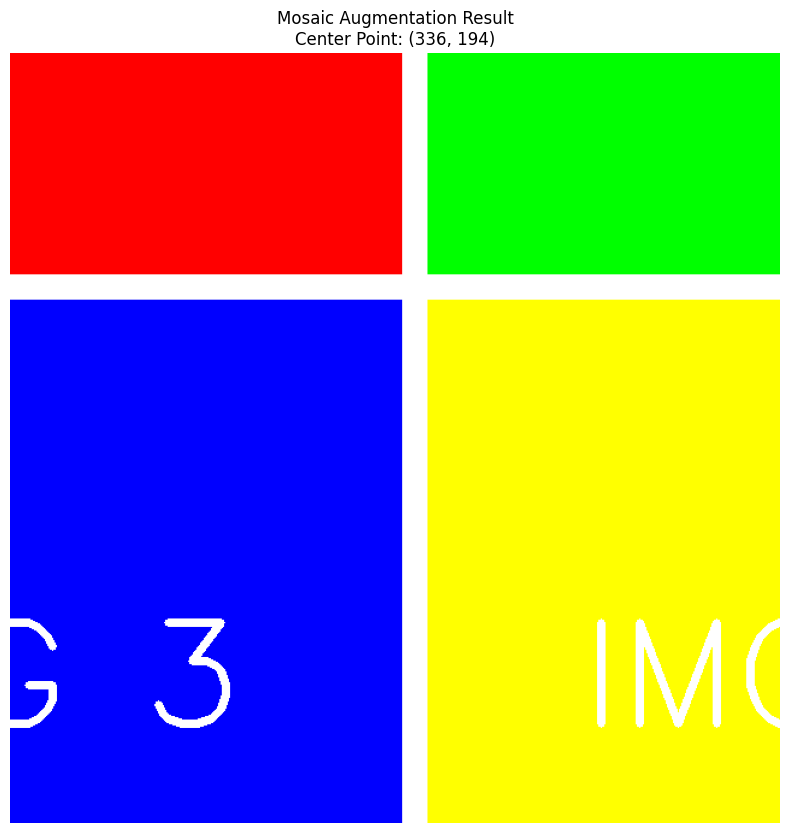 Mosaic Augmentation Result
Center Point: (336, 194)
G 3
IM